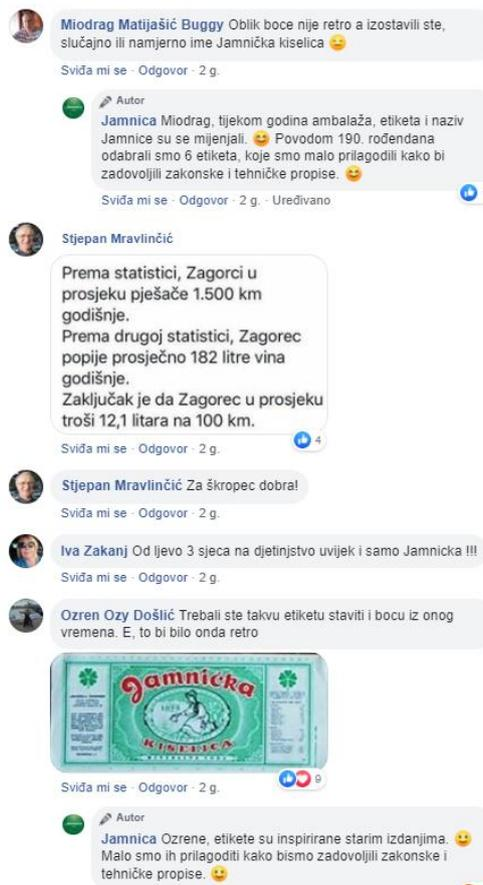 Miodrag Matijašić Buggy Oblik boce nije retro a izostavili ste,
slučajno ili namjerno ime Jamnička kiselica
Sviđa mi se · Odgovor · 2 g.
Autor
Jamnica Miodrag, tijekom godina ambalaža, etiketa i naziv
Jamnice su se mijenjali. 😊 Povodom 190. rođendana
odabrali smo 6 etiketa, koje smo malo prilagodili kako bi
zadovoljili zakonske i tehničke propise. 😊
Sviđa mi se · Odgovor · 2 g. · Uređivano
Stjepan Mravlinčić
Prema statistici, Zagorci u
prosjeku pješače 1.500 km
godišnje.
Prema drugoj statistici, Zagorec
popije prosječno 182 litre vina
godišnje.
Zaključak je da Zagorec u prosjeku
troši 12,1 litara na 100 km.
4
Sviđa mi se · Odgovor · 2 g.
Stjepan Mravlinčić Za škropec dobra!
Sviđa mi se · Odgovor · 2 g.
Iva Zakanj Od ljevo 3 sjeca na djetinjstvo uvijek i samo Jamnicka !!!
Sviđa mi se · Odgovor · 2 g.
Ozren Ozy Došlić Trebali ste takvu etiketu staviti i bocu iz onog
vremena. E, to bi bilo onda retro
Jamnička
KISELICA
9
Sviđa mi se · Odgovor · 2 g.
Autor
Jamnica Ozrene, etikete su inspirirane starim izdanjima. 😀
Malo smo ih prilagoditi kako bismo zadovoljili zakonske i
tehničke propise. 😀